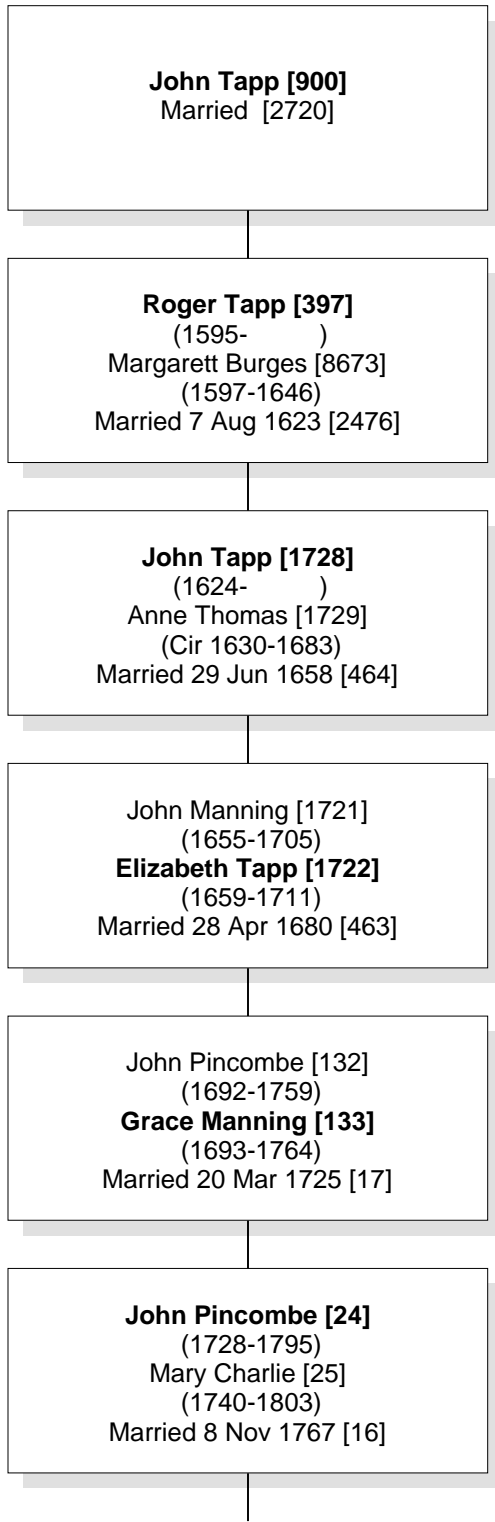 John Tapp [900]
Married  [2720]
Roger Tapp [397]
(1595-          )
Margarett Burges [8673]
(1597-1646)
Married 7 Aug 1623 [2476]
John Tapp [1728]
(1624-          )
Anne Thomas [1729]
(Cir 1630-1683)
Married 29 Jun 1658 [464]
John Manning [1721]
(1655-1705)
Elizabeth Tapp [1722]
(1659-1711)
Married 28 Apr 1680 [463]
John Pincombe [132]
(1692-1759)
Grace Manning [133]
(1693-1764)
Married 20 Mar 1725 [17]
John Pincombe [24]
(1728-1795)
Mary Charlie [25]
(1740-1803)
Married 8 Nov 1767 [16]